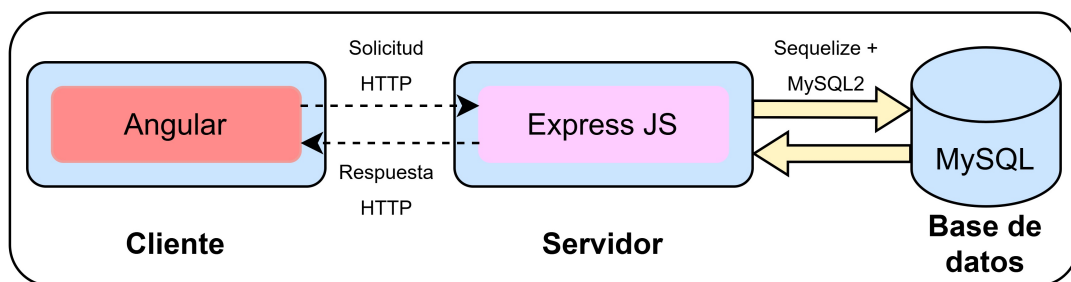 Solicitud
HTTP
Angular
Respuesta
HTTP
Cliente
Express JS
Servidor
Sequelize +
MySQL2
MySQL
Base de
datos